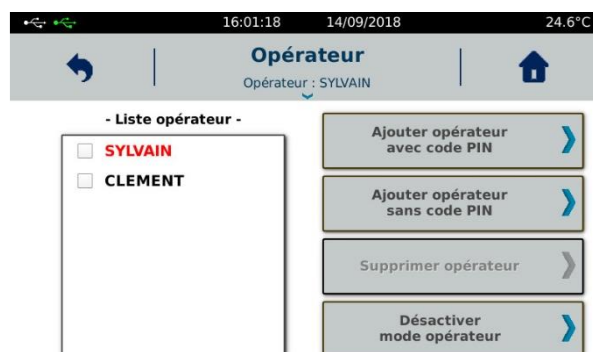 16:01:18 14/09/2018 24.6°C
Opérateur
Opérateur : SYLVAIN
- Liste opérateur -
SYLVAIN
CLEMENT
Ajouter opérateur
avec code PIN
Ajouter opérateur
sans code PIN
Supprimer opérateur
Désactiver
mode opérateur